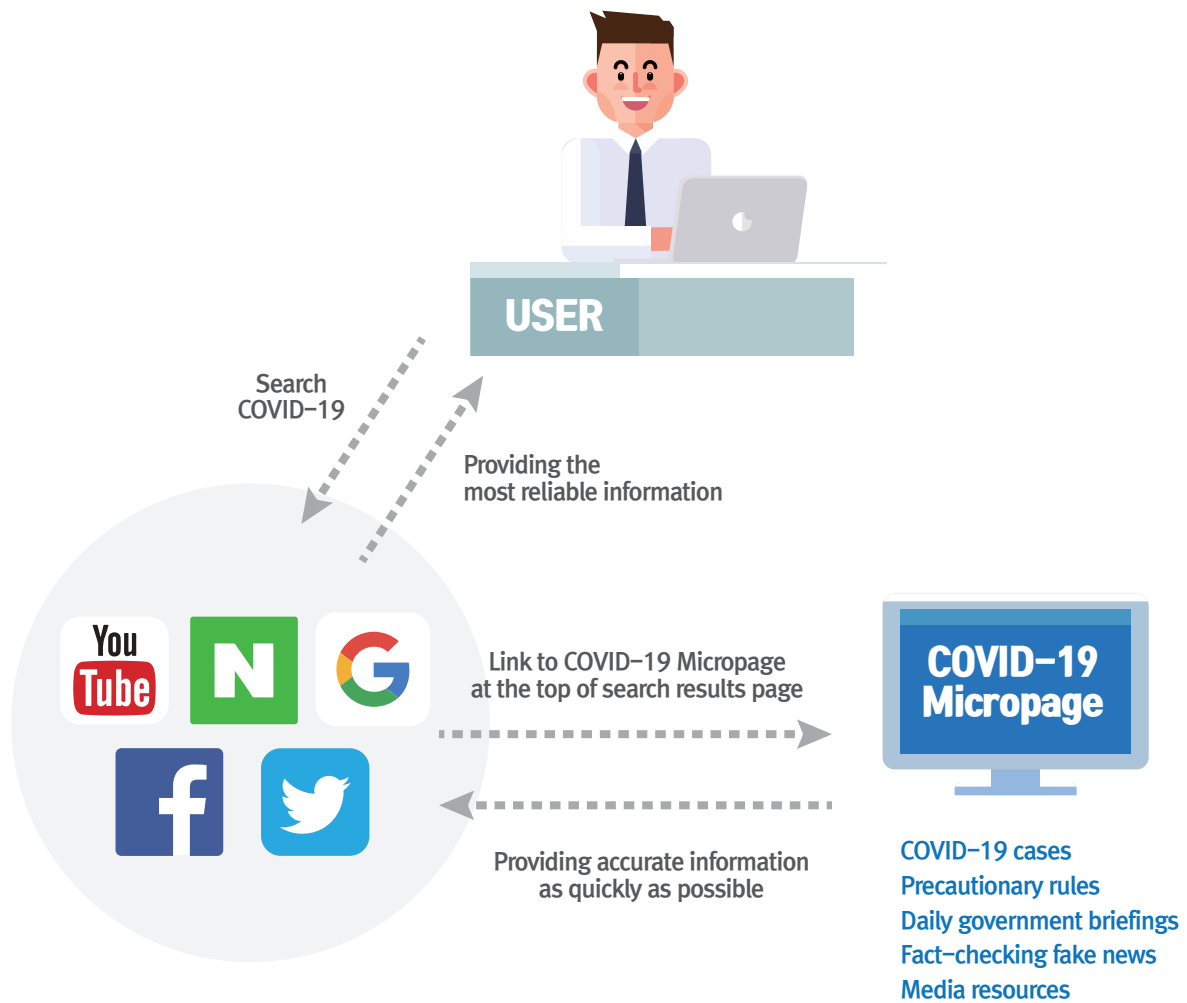 USER
Search
COVID-19
Providing the
most reliable information
You
Tube
N
G
f
Link to COVID-19 Micropage
at the top of search results page
COVID-19
Micropage
Providing accurate information
as quickly as possible
COVID-19 cases
Precautionary rules
Daily government briefings
Fact-checking fake news
Media resources